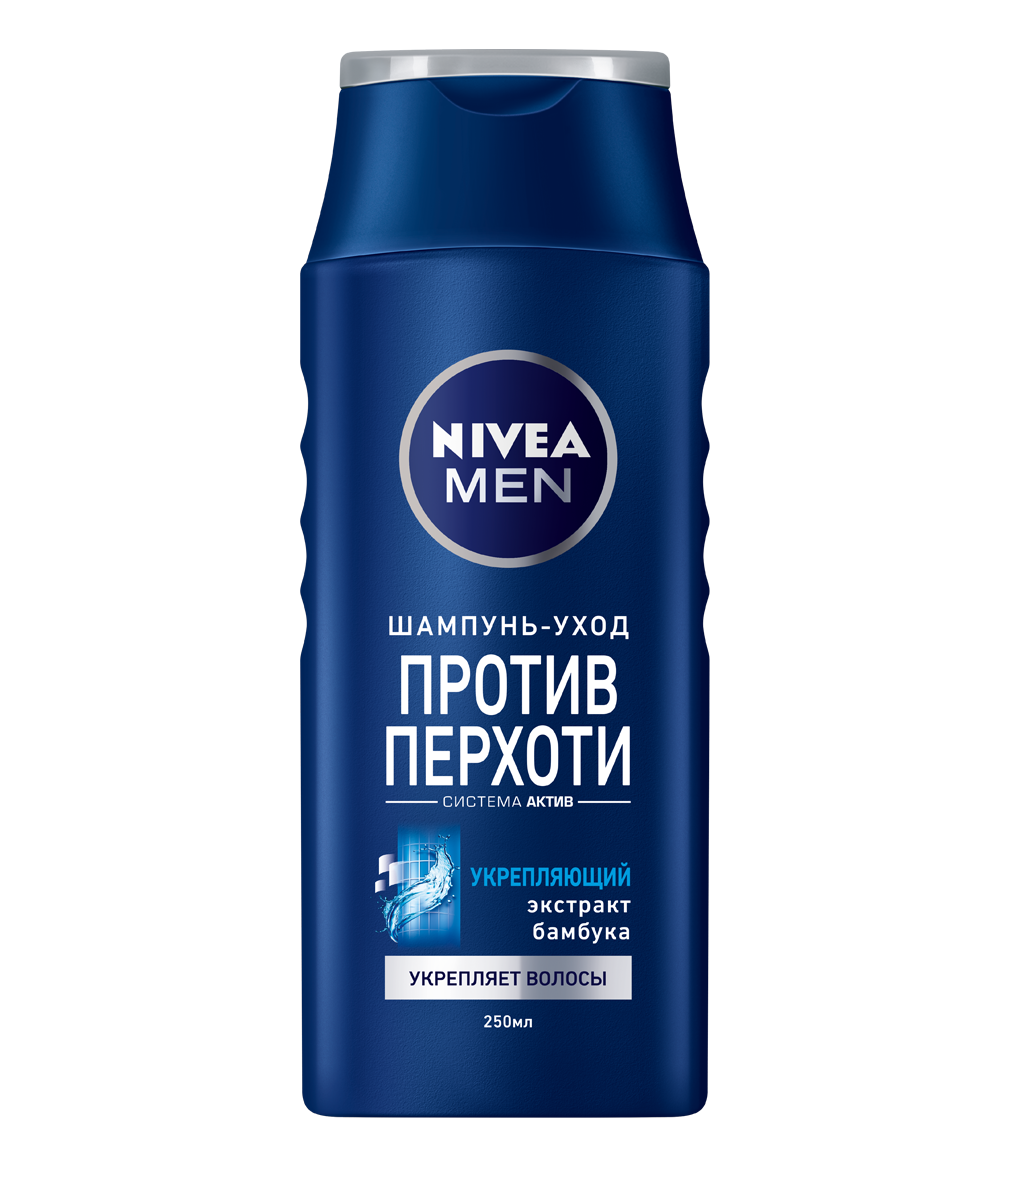 NIVEA
MEN
ШАМПУНЬ-УХОД
ПРОТИВ
ПЕРХОТИ
СИСТЕМА АКТИВ
УКРЕПЛЯЮЩИЙ
экстракт
бамбука
УКРЕПЛЯЕТ ВОЛОСЫ
250мл